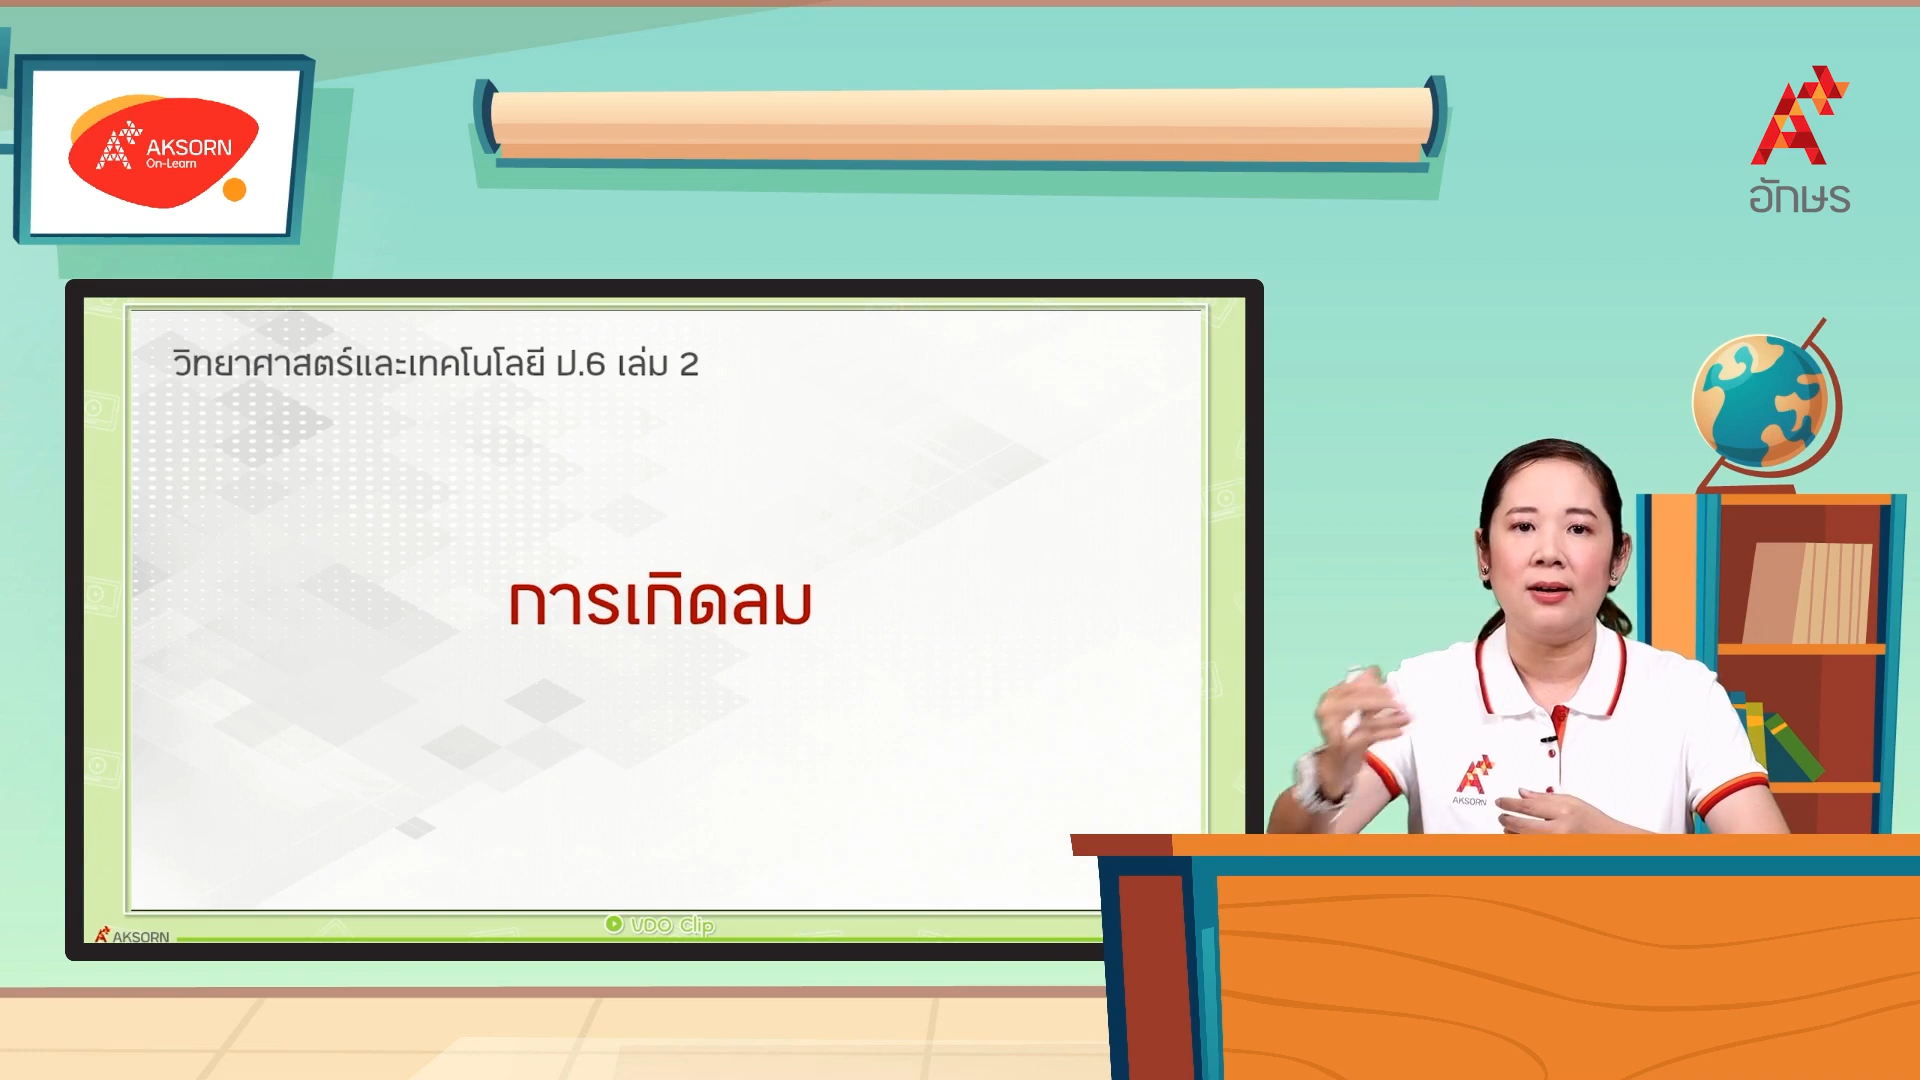 AKSORN
On-Learn
อักษร
วิทยาศาสตร์และเทคโนโลยี ป.6 เล่ม 2
การเกิดลม
AKSORN
VDO Clip
AKSORN